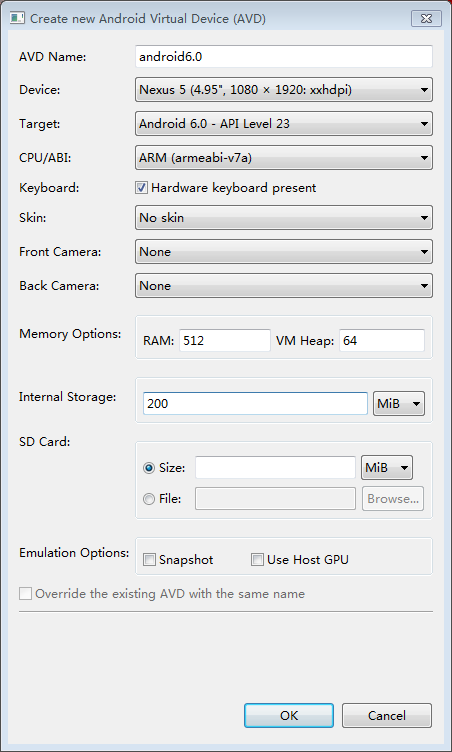 Create new Android Virtual Device (AVD)
AVD Name: android6.0
Device: Nexus 5 (4.95", 1080 × 1920: xxhdpi)
Target: Android 6.0 - API Level 23
CPU/ABI: ARM (armeabi-v7a)
Keyboard: Hardware keyboard present
Skin: No skin
Front Camera: None
Back Camera: None
Memory Options: RAM: 512 VM Heap: 64
Internal Storage: 200 MiB
SD Card:
Size: MiB
File: Browse...
Emulation Options: Snapshot Use Host GPU
Override the existing AVD with the same name
OK Cancel